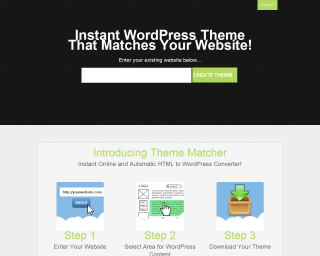 Instant WordPress Theme
That Matches Your Website!
Enter your existing website below...
CREATE THEME!
Introducing Theme Matcher
Instant Online and Automatic HTML to WordPress Converter!
http://yourwebsite.com
LOGO
Step 1
Step 2
Step 3
Enter Your Website
Select Area for WordPress
Download Your Theme
Content